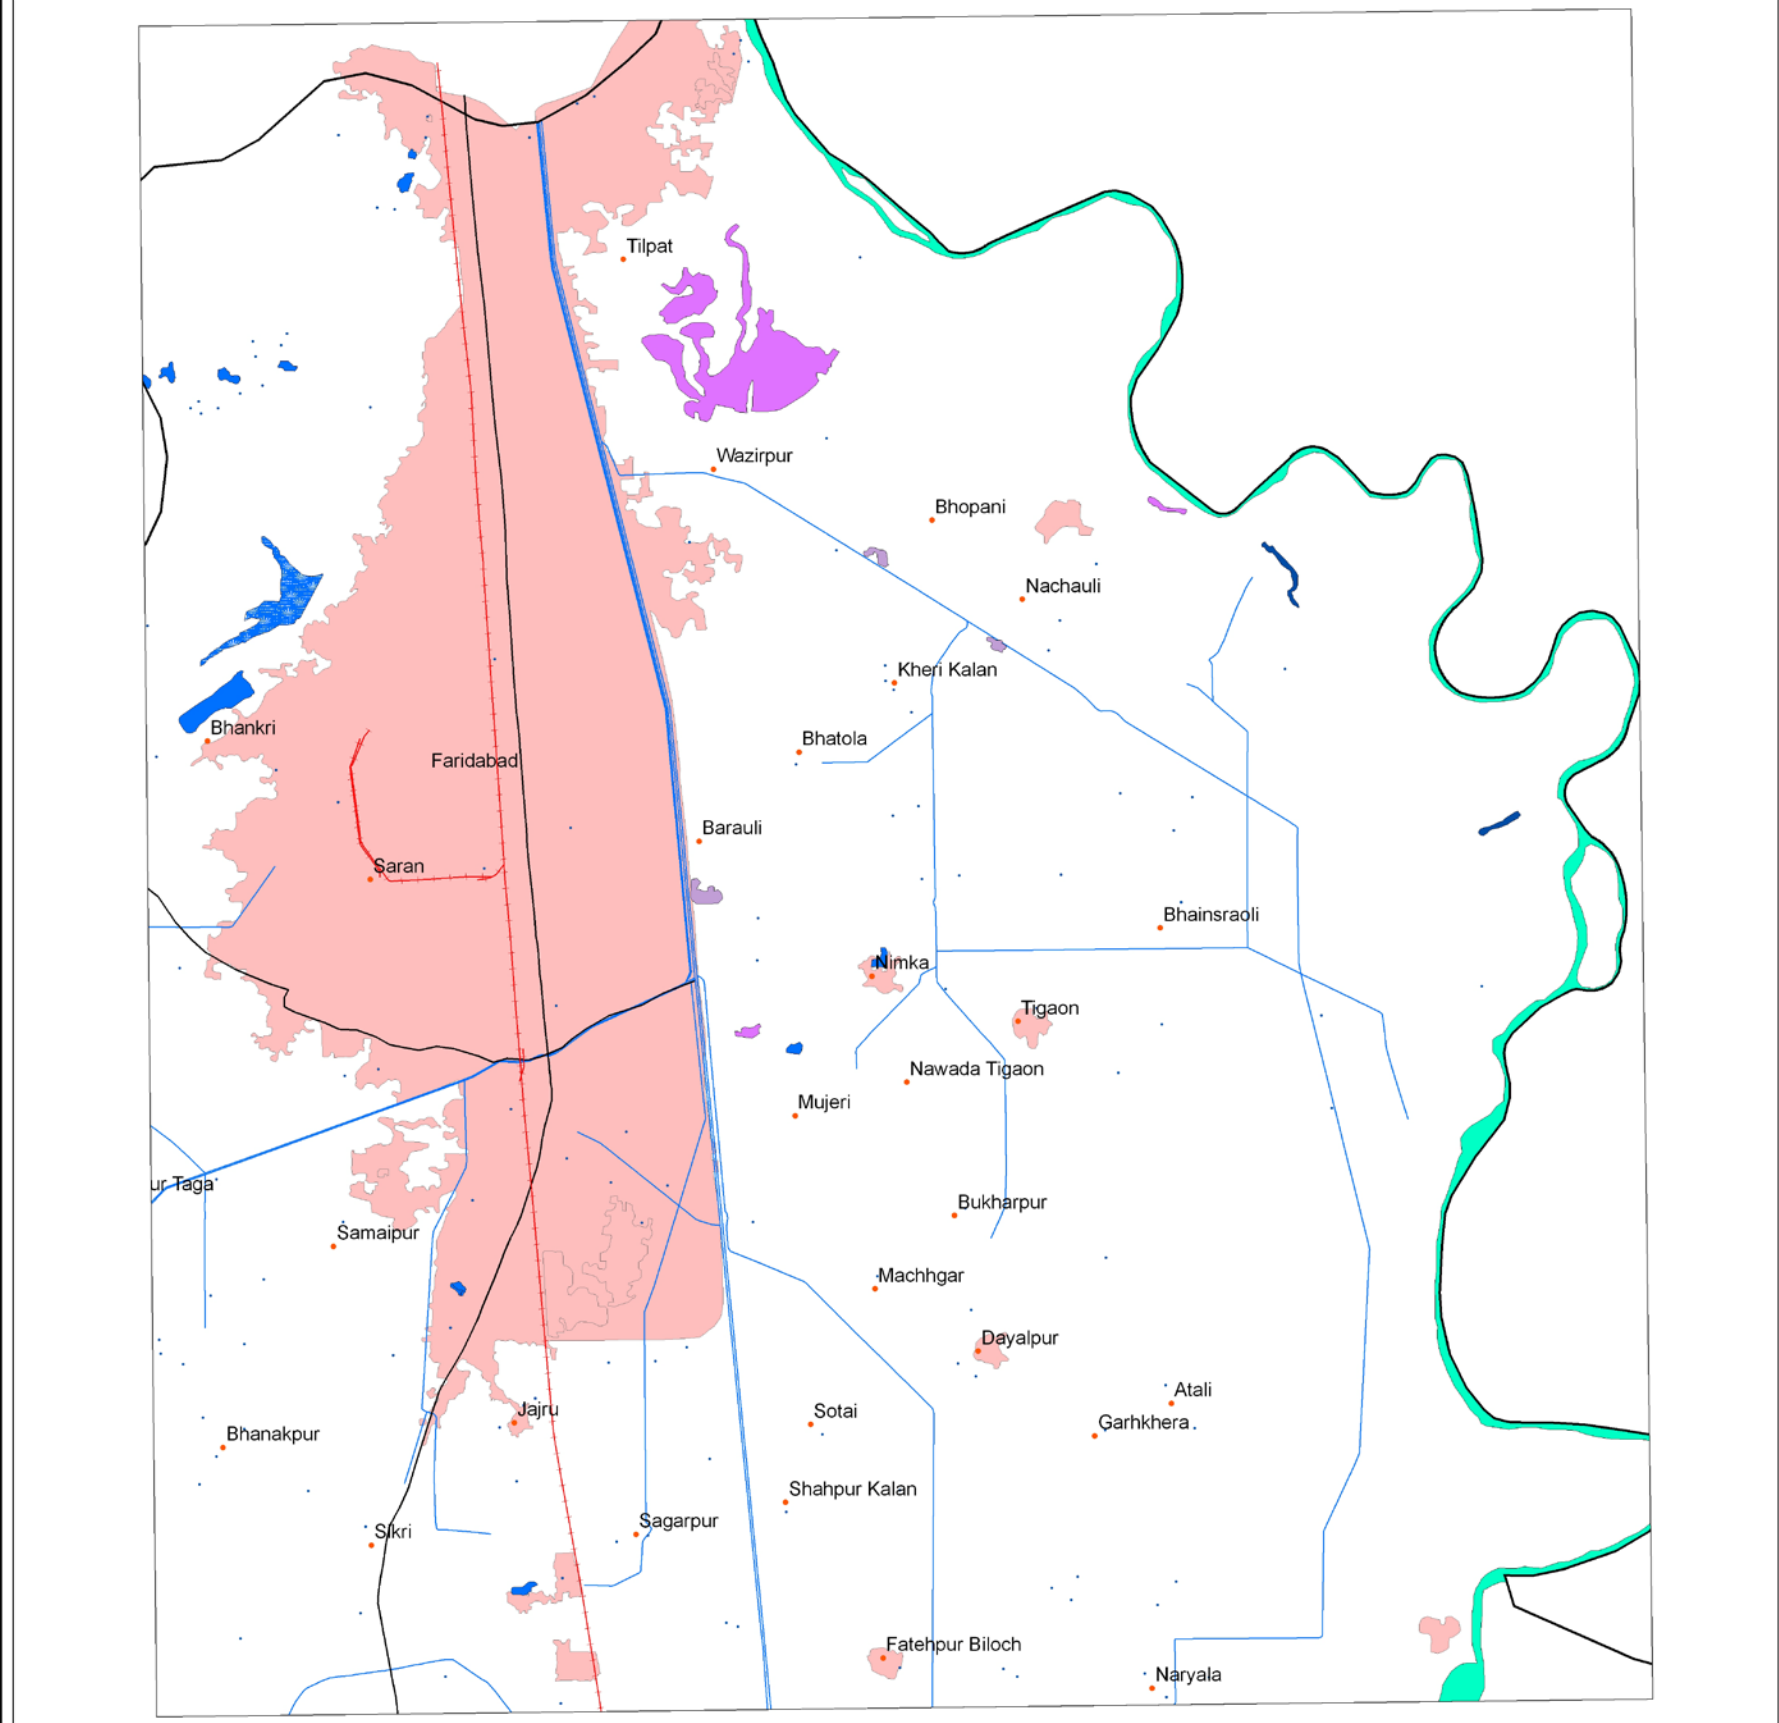 Tilpat
Wazirpur
Bhopani
Nachauli
Kheri Kalan
Bhankri
Bhatola
Faridabad
Barauli
Saran
Bhainsraoli
Nimka
Tigaon
Nawada Tigaon
Mujeri
ur Taga
Bukharpur
Samaipur
Machhgar
Dayalpur
Atali
Jajru
Sotai
Garhkhera
Bhanakpur
Shahpur Kalan
Sagarpur
Sikri
Fatehpur Biloch
Naryala